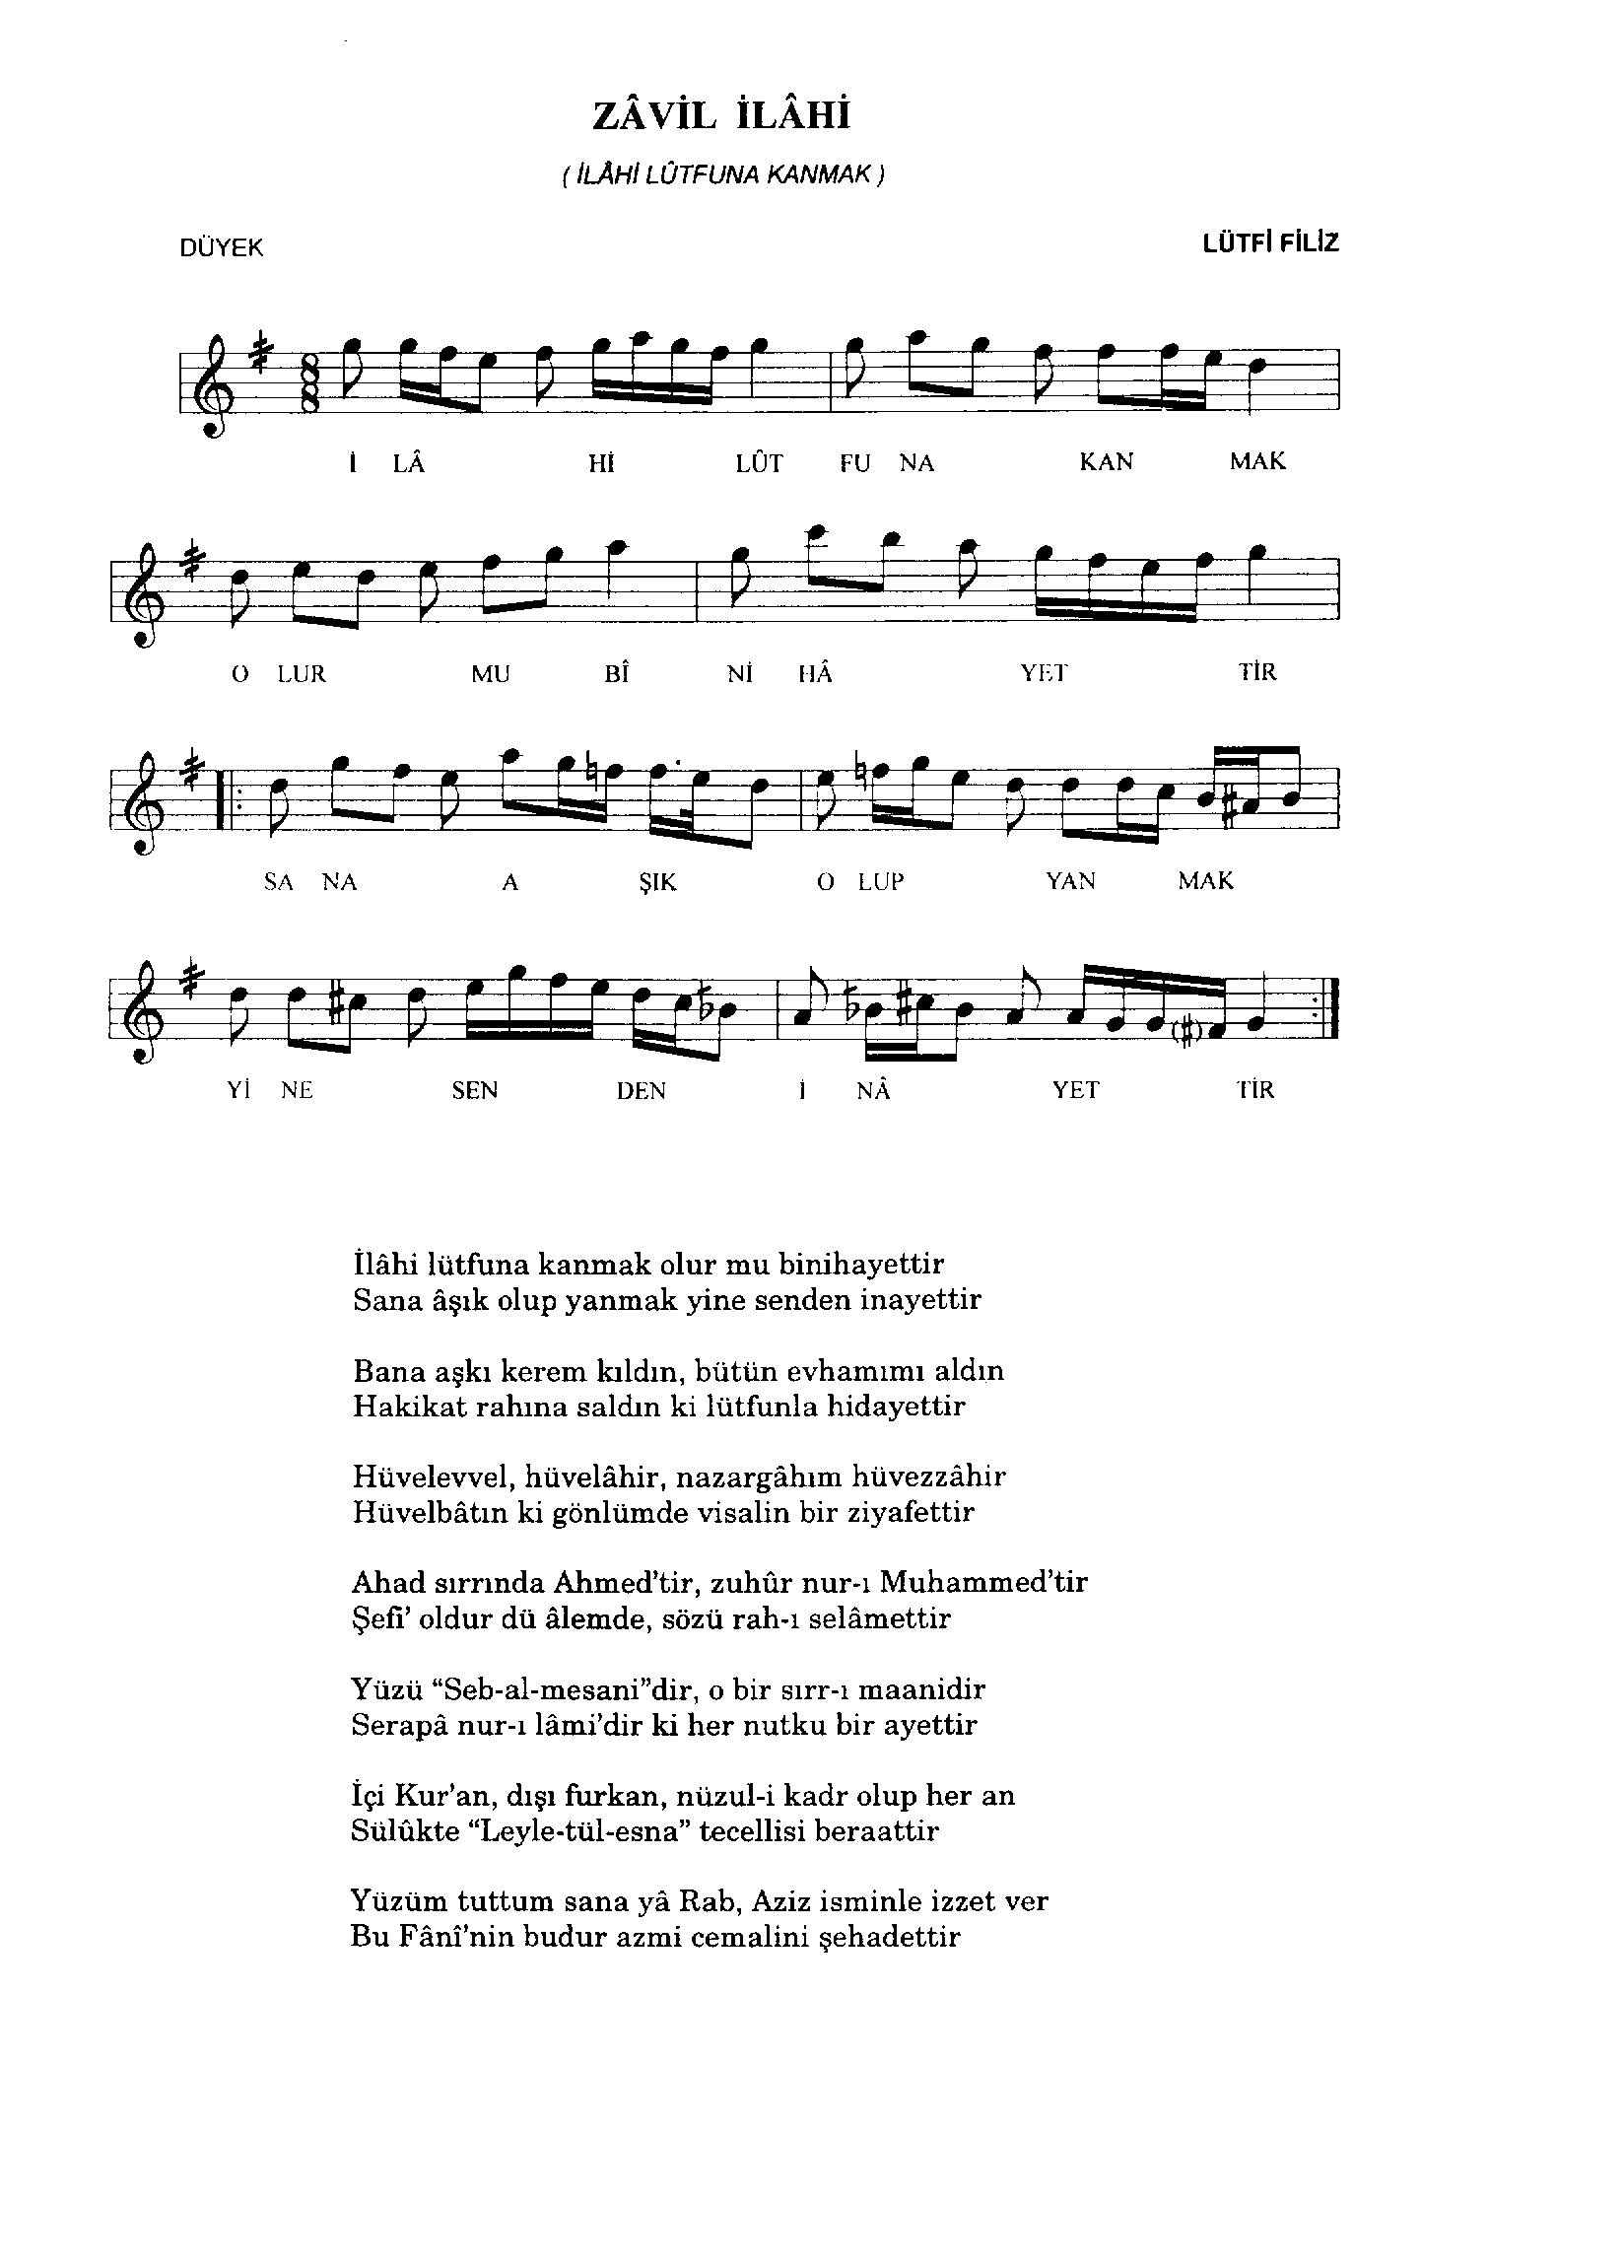 ZÂVİL İLÂHİ
( İLÂHİ LÛTFUNA KANMAK )
DÜYEK
LÜTFİ FİLİZ
8
8
8
İ LÂ Hİ LÛT FU NA KAN MAK
O LUR MU BÎ Nİ HÂ YET TİR
SA NA A ŞIK O LUP YAN MAK
Yİ NE SEN DEN İ NÂ YET TİR
İlâhi lütfuna kanmak olur mu binihayettir
Sana âşık olup yanmak yine senden inayettir
Bana aşkı kerem kıldın, bütün evhamımı aldın
Hakikat rahına saldın ki lütfunla hidayettir
Hüvelevvel, hüvelâhir, nazargâhım hüvezzâhir
Hüvelbâtın ki gönlümde visalin bir ziyafettir
Ahad sırrında Ahmed'tir, zuhûr nur-ı Muhammed'tir
Şefi' oldur dü âlemde, sözü rah-ı selâmettir
Yüzü “Seb-al-mesani”dir, o bir sırr-ı maanidir
Serapâ nur-ı lâmi'dir ki her nutku bir ayettir
İçi Kur'an, dışı furkan, nüzul-i kadr olup her an
Sülûkte “Leyle-tül-esna” tecellisi beraattir
Yüzüm tuttum sana yâ Rab, Aziz isminle izzet ver
Bu Fânî'nin budur azmi cemalini şehadettir